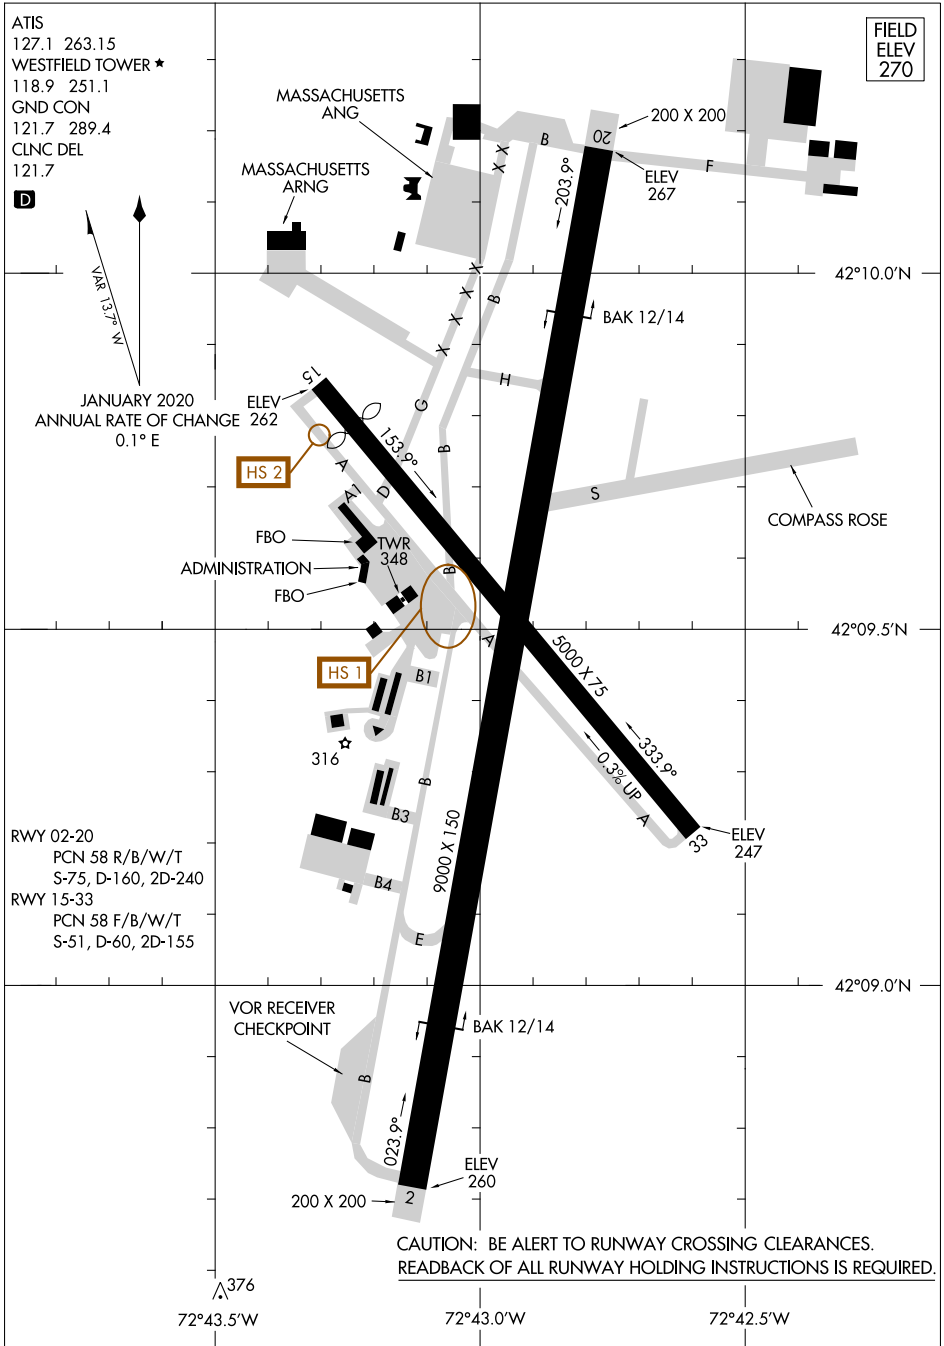 ATIS
127.1 263.15
WESTFIELD TOWER ★
118.9 251.1
GND CON
121.7 289.4
CLNC DEL
121.7
D
FIELD
ELEV
270
MASSACHUSETTS
ANG
MASSACHUSETTS
ARNG
200 X 200
20
B
F
X
X
203.9°
ELEV
267
VAR 13.7° W
JANUARY 2020
ANNUAL RATE OF CHANGE
0.1° E
42°10.0'N
X
X
X
X
B
BAK 12/14
15
ELEV
262
H
G
B
153.9°
HS 2
A
A1
D
S
COMPASS ROSE
FBO
TWR
348
ADMINISTRATION
FBO
B
42°09.5'N
A
HS 1
B1
5000 X 75
316
B
333.9°
0.3% UP
A
B3
33
ELEV
247
RWY 02-20
PCN 58 R/B/W/T
S-75, D-160, 2D-240
RWY 15-33
PCN 58 F/B/W/T
S-51, D-60, 2D-155
9000 X 150
B4
E
42°09.0'N
VOR RECEIVER
CHECKPOINT
BAK 12/14
B
023.9°
ELEV
260
200 X 200
2
CAUTION: BE ALERT TO RUNWAY CROSSING CLEARANCES.
READBACK OF ALL RUNWAY HOLDING INSTRUCTIONS IS REQUIRED.
376
72°43.5'W
72°43.0'W
72°42.5'W